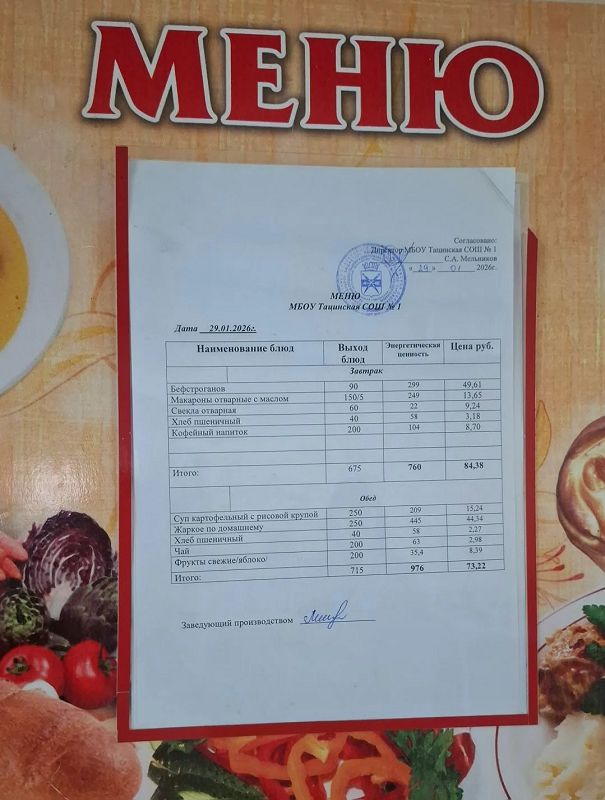 МЕНЮ
Согласовано:
Директор МБОУ Тацинская СОШ № 1
С.А. Мельников
« 29 » 01 2026г.
МЕНЮ
МБОУ Тацинская СОШ № 1
Дата 29.01.2026г.
Наименование блюд Выход блюд Энергетическая ценность Цена руб.
Завтрак
Бефстроганов 90 299 49,61
Макароны отварные с маслом 150/5 249 13,65
Свекла отварная 60 22 9,24
Хлеб пшеничный 40 58 3,18
Кофейный напиток 200 104 8,70
Итого: 675 760 84,38
Обед
Суп картофельный с рисовой крупой 250 209 15,24
Жаркое по домашнему 250 445 44,34
Хлеб пшеничный 40 58 2,27
Чай 200 63 2,98
Фрукты свежие/яблоко/ 200 35,4 8,39
Итого: 715 976 73,22
Заведующий производством